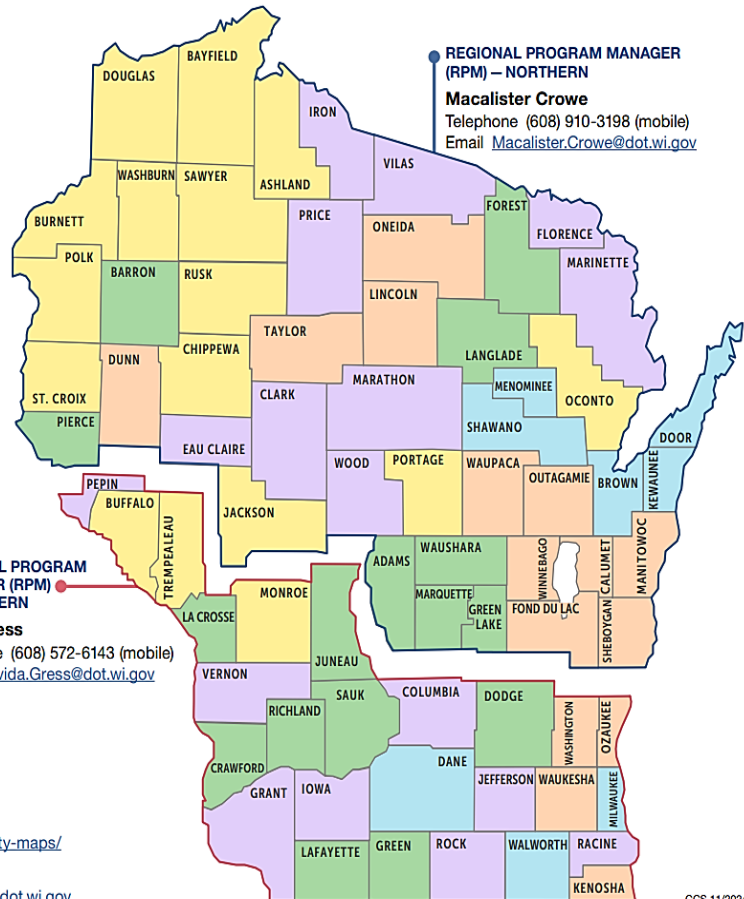 REGIONAL PROGRAM MANAGER
(RPM) – NORTHERN
Macalister Crowe
Telephone (608) 910-3198 (mobile)
Email Macalister.Crowe@dot.wi.gov
BAYFIELD
DOUGLAS
IRON
VILAS
WASHBURN
SAWYER
ASHLAND
FOREST
PRICE
BURNETT
ONEIDA
FLORENCE
POLK
MARINETTE
BARRON
RUSK
LINCOLN
TAYLOR
CHIPPEWA
LANGLADE
DUNN
MARATHON
MENOMINEE
CLARK
ST. CROIX
OCONTO
PIERCE
SHAWANO
DOOR
EAU CLAIRE
WOOD
PORTAGE
WAUPACA
OUTAGAMIE
BROWN
KEWAUNEE
PEPIN
BUFFALO
JACKSON
TREMPEALEAU
WAUSHARA
ADAMS
WINNEBAGO
CALUMET
MANITOWOC
L PROGRAM
R (RPM)
ERN
ess
e (608) 572-6143 (mobile)
vida.Gress@dot.wi.gov
MONROE
MARQUETTE
GREEN
LAKE
FOND DU LAC
SHEBOYGAN
LA CROSSE
JUNEAU
VERNON
SAUK
COLUMBIA
DODGE
RICHLAND
WASHINGTON
OZAUKEE
CRAWFORD
DANE
GRANT
IOWA
JEFFERSON
WAUKESHA
MILWAUKEE
ty-maps/
LAFAYETTE
GREEN
ROCK
WALWORTH
RACINE
KENOSHA
dot.wi.gov